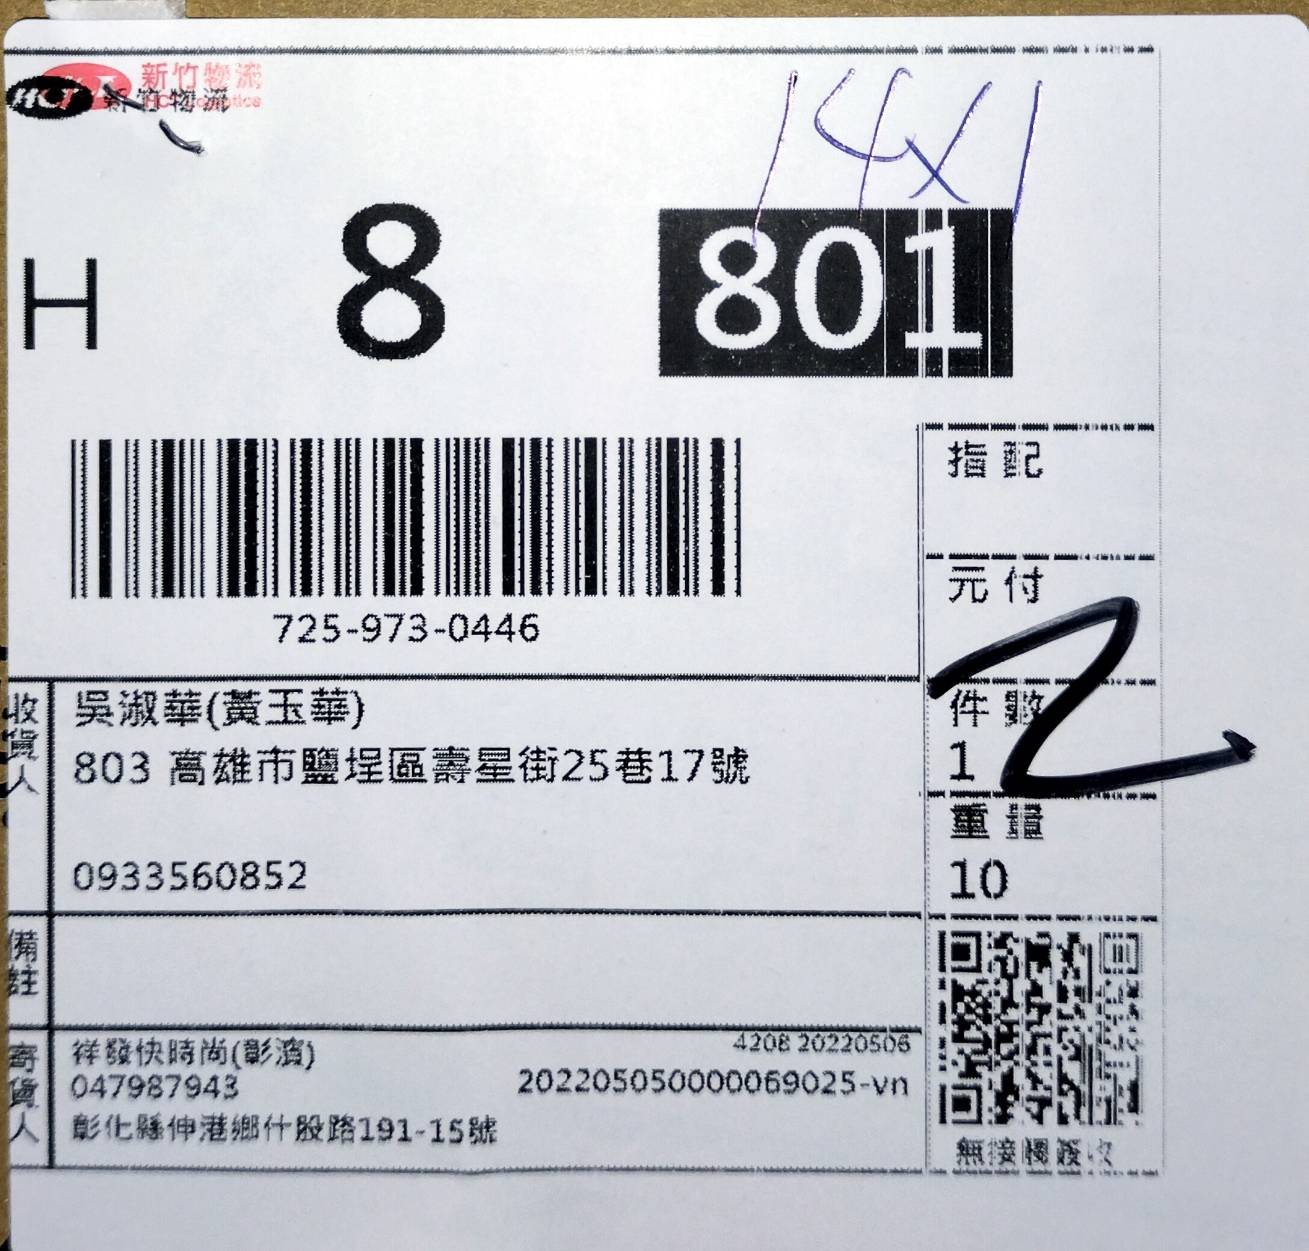 新竹物流
HCT Logistics
HCT 新竹物流
14x1
H 8 801
指配
725-973-0446
元付
2
件數
1
收貨人
吳淑華(黃玉華)
803 高雄市鹽埕區壽星街25巷17號
0933560852
重量
10
備註
寄貨人
祥發快時尚(彰濱)
4208 20220506
047987943
202205050000069025-vn
彰化縣伸港鄉什股路191-15號
無接觸簽收